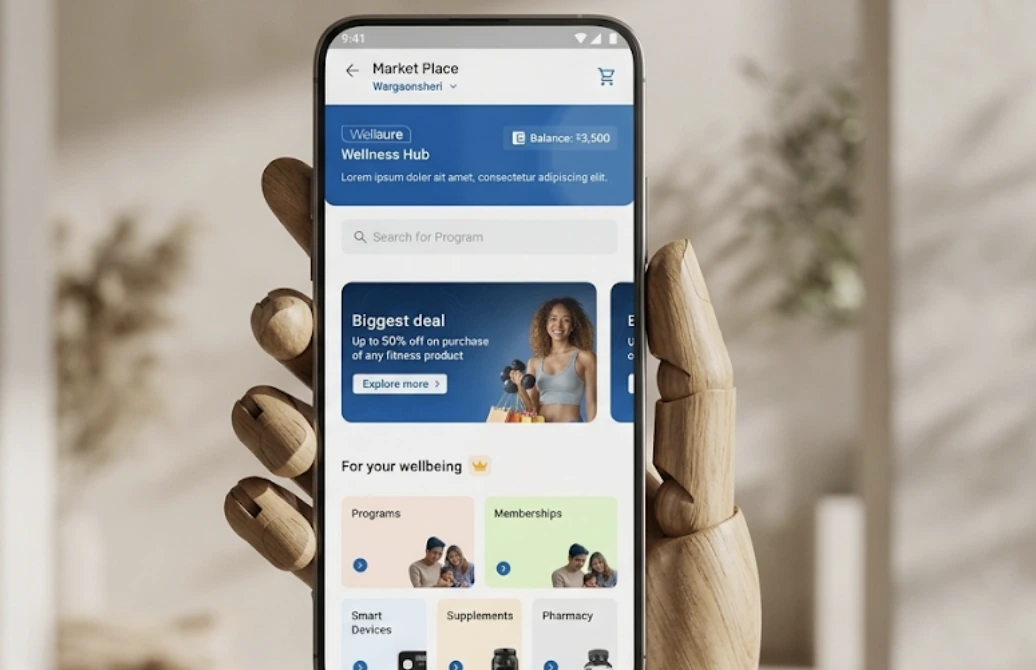 9:41
Market Place
Wargaonsheri
Wellaure
Balance: ₹3,500
Wellness Hub
Lorem ipsum doler sit amet, consectetur adipiscing elit.
Search for Program
Biggest deal
Up to 50% off on purchase
of any fitness product
Explore more
For your wellbeing
Programs
Memberships
Smart
Devices
Supplements
Pharmacy